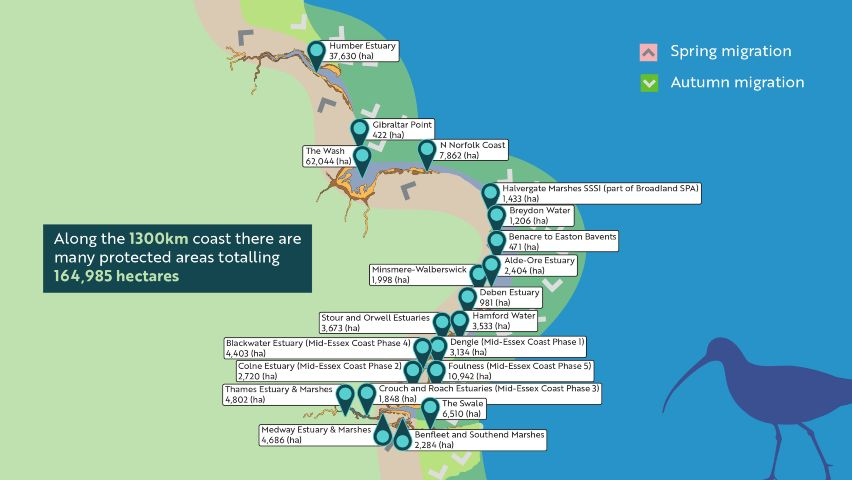 Humber Estuary
37,630 (ha)
Spring migration
Autumn migration
Gibraltar Point
422 (ha)
The Wash
62,044 (ha)
N Norfolk Coast
7,862 (ha)
Halvergate Marshes SSSI (part of Broadland SPA)
1,433 (ha)
Breydon Water
1,206 (ha)
Along the 1300km coast there are
many protected areas totalling
164,985 hectares
Benacre to Easton Bavents
471 (ha)
Alde-Ore Estuary
2,404 (ha)
Minsmere-Walberswick
1,998 (ha)
Deben Estuary
981 (ha)
Stour and Orwell Estuaries
3,673 (ha)
Hamford Water
3,533 (ha)
Blackwater Estuary (Mid-Essex Coast Phase 4)
4,403 (ha)
Dengie (Mid-Essex Coast Phase 1)
3,134 (ha)
Colne Estuary (Mid-Essex Coast Phase 2)
2,720 (ha)
Foulness (Mid-Essex Coast Phase 5)
10,942 (ha)
Thames Estuary & Marshes
4,802 (ha)
Crouch and Roach Estuaries (Mid-Essex Coast Phase 3)
1,848 (ha)
The Swale
6,510 (ha)
Medway Estuary & Marshes
4,686 (ha)
Benfleet and Southend Marshes
2,284 (ha)